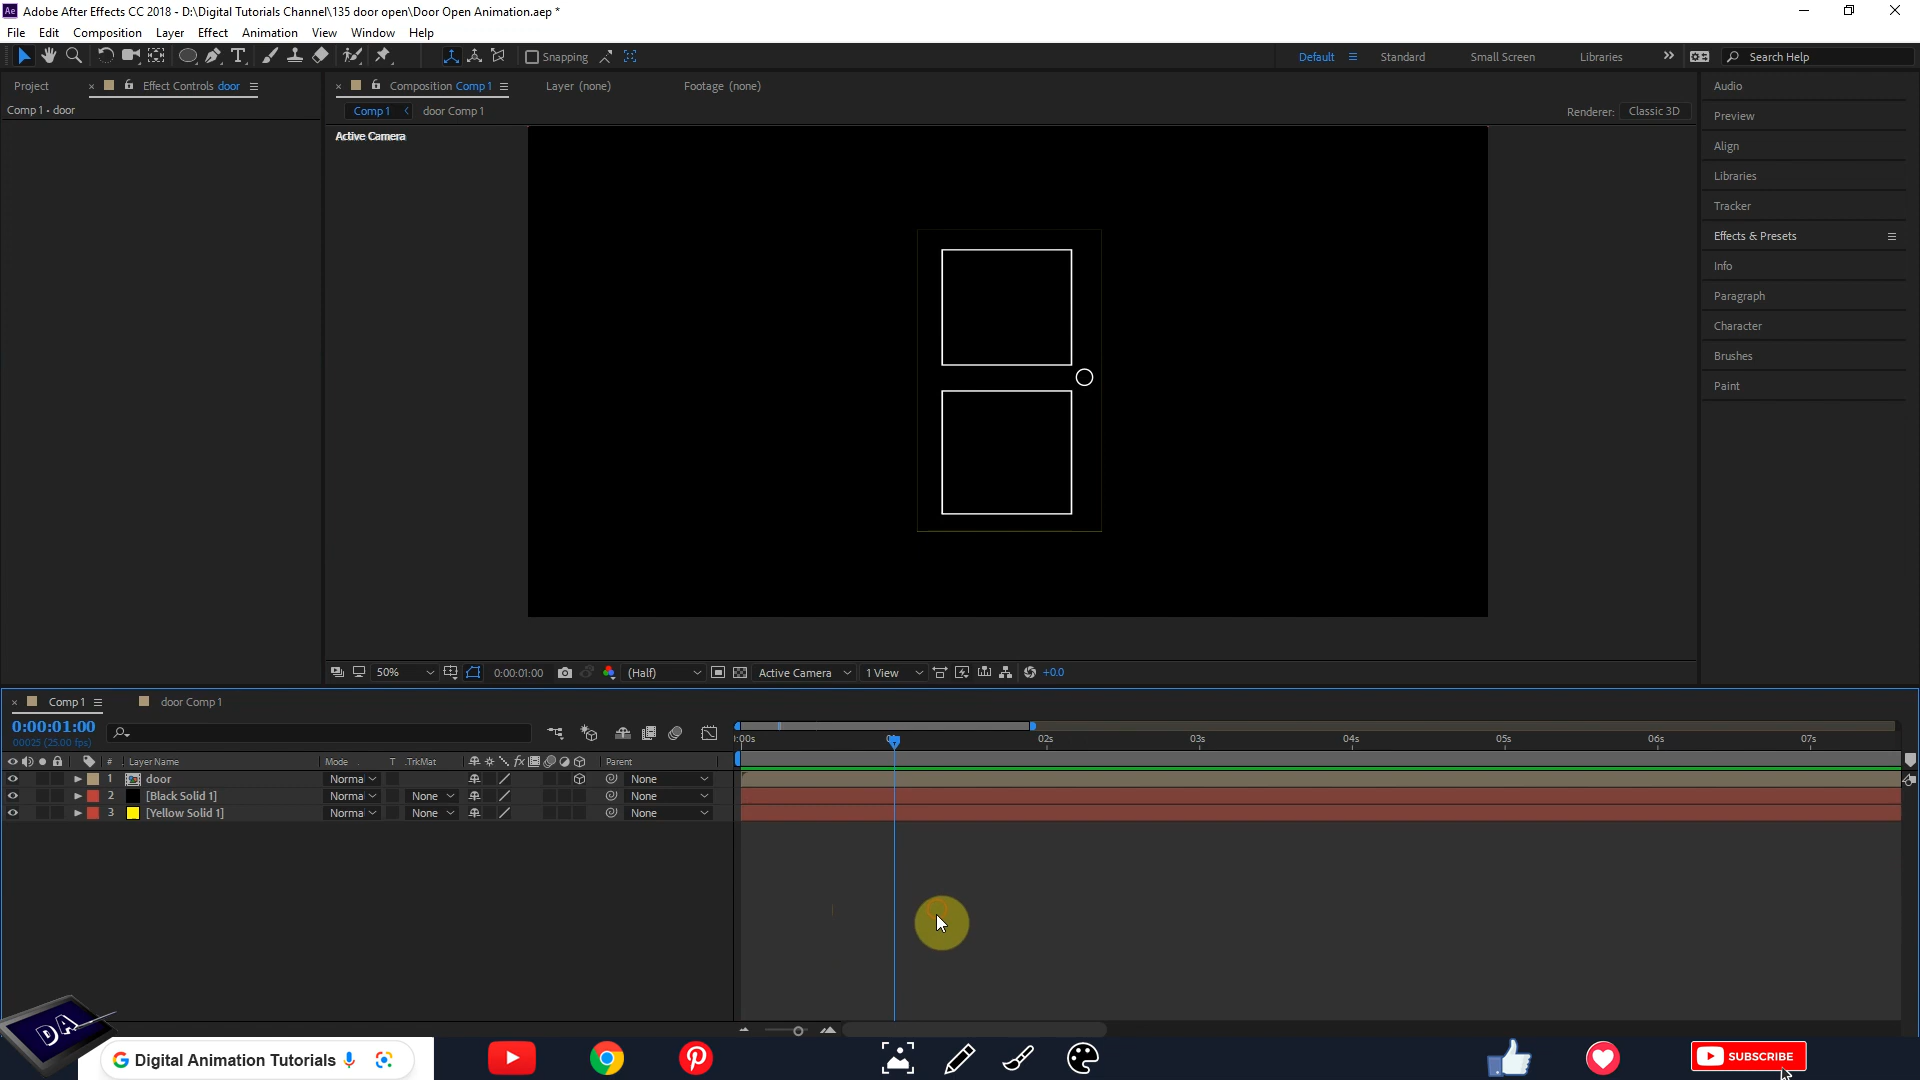 Adobe After Effects CC 2018 - D:\Digital Tutorials Channel\135 door open\Door Open Animation.aep *
File Edit Composition Layer Effect Animation View Window Help
Snapping Default Standard Small Screen Libraries Search Help
Project Effect Controls door Composition Comp 1 Layer (none) Footage (none) Audio
Comp 1 - door Comp 1 door Comp 1 Renderer: Classic 3D Preview
Active Camera
Align
Libraries
Tracker
Effects & Presets
Info
Paragraph
Character
Brushes
Paint
50% 0:00:01:00 (Half) Active Camera 1 View +0.0
Comp 1 door Comp 1
0:00:01:00
00025 (25.00 fps)
:00s 02s 03s 04s 05s 06s 07s
# Layer Name Mode T .TrkMat Parent
1 door Norma None
2 [Black Solid 1] Norma None None
3 [Yellow Solid 1] Norma None None
DA Digital Animation Tutorials SUBSCRIBE